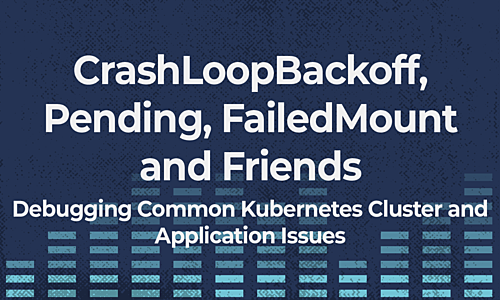 CrashLoopBackoff,
Pending, FailedMount
and Friends
Debugging Common Kubernetes Cluster and
Application Issues